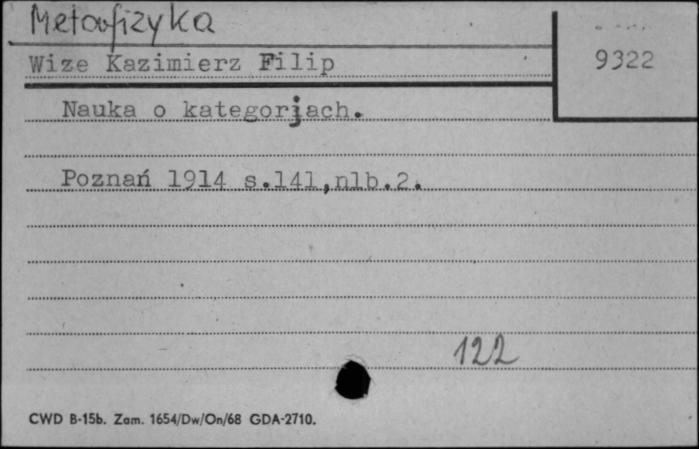 Metafizyka
9322
Wize Kazimierz Filip
Nauka o kategorjach.
Poznań 1914 s.141,nlb.2.
122
CWD B-15b. Zam. 1654/Dw/On/68 GDA-2710.